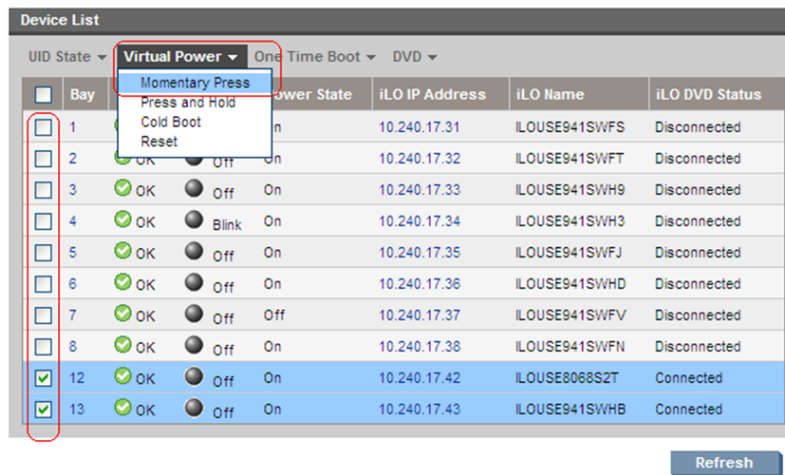 Device List
UID State Virtual Power One Time Boot DVD
Momentary Press
Press and Hold
Cold Boot
Reset
Bay ower State iLO IP Address iLO Name iLO DVD Status
1 n 10.240.17.31 ILOUSE941SWFS Disconnected
2 OK Off On 10.240.17.32 ILOUSE941SWFT Disconnected
3 OK Off On 10.240.17.33 ILOUSE941SWH9 Disconnected
4 OK Blink On 10.240.17.34 ILOUSE941SWH3 Disconnected
5 OK Off On 10.240.17.35 ILOUSE941SWFJ Disconnected
6 OK Off On 10.240.17.36 ILOUSE941SWHD Disconnected
7 OK Off Off 10.240.17.37 ILOUSE941SWFV Disconnected
8 OK Off On 10.240.17.38 ILOUSE941SWFN Disconnected
12 OK Off On 10.240.17.42 ILOUSE8068S2T Connected
13 OK Off On 10.240.17.43 ILOUSE941SWHB Connected
Refresh